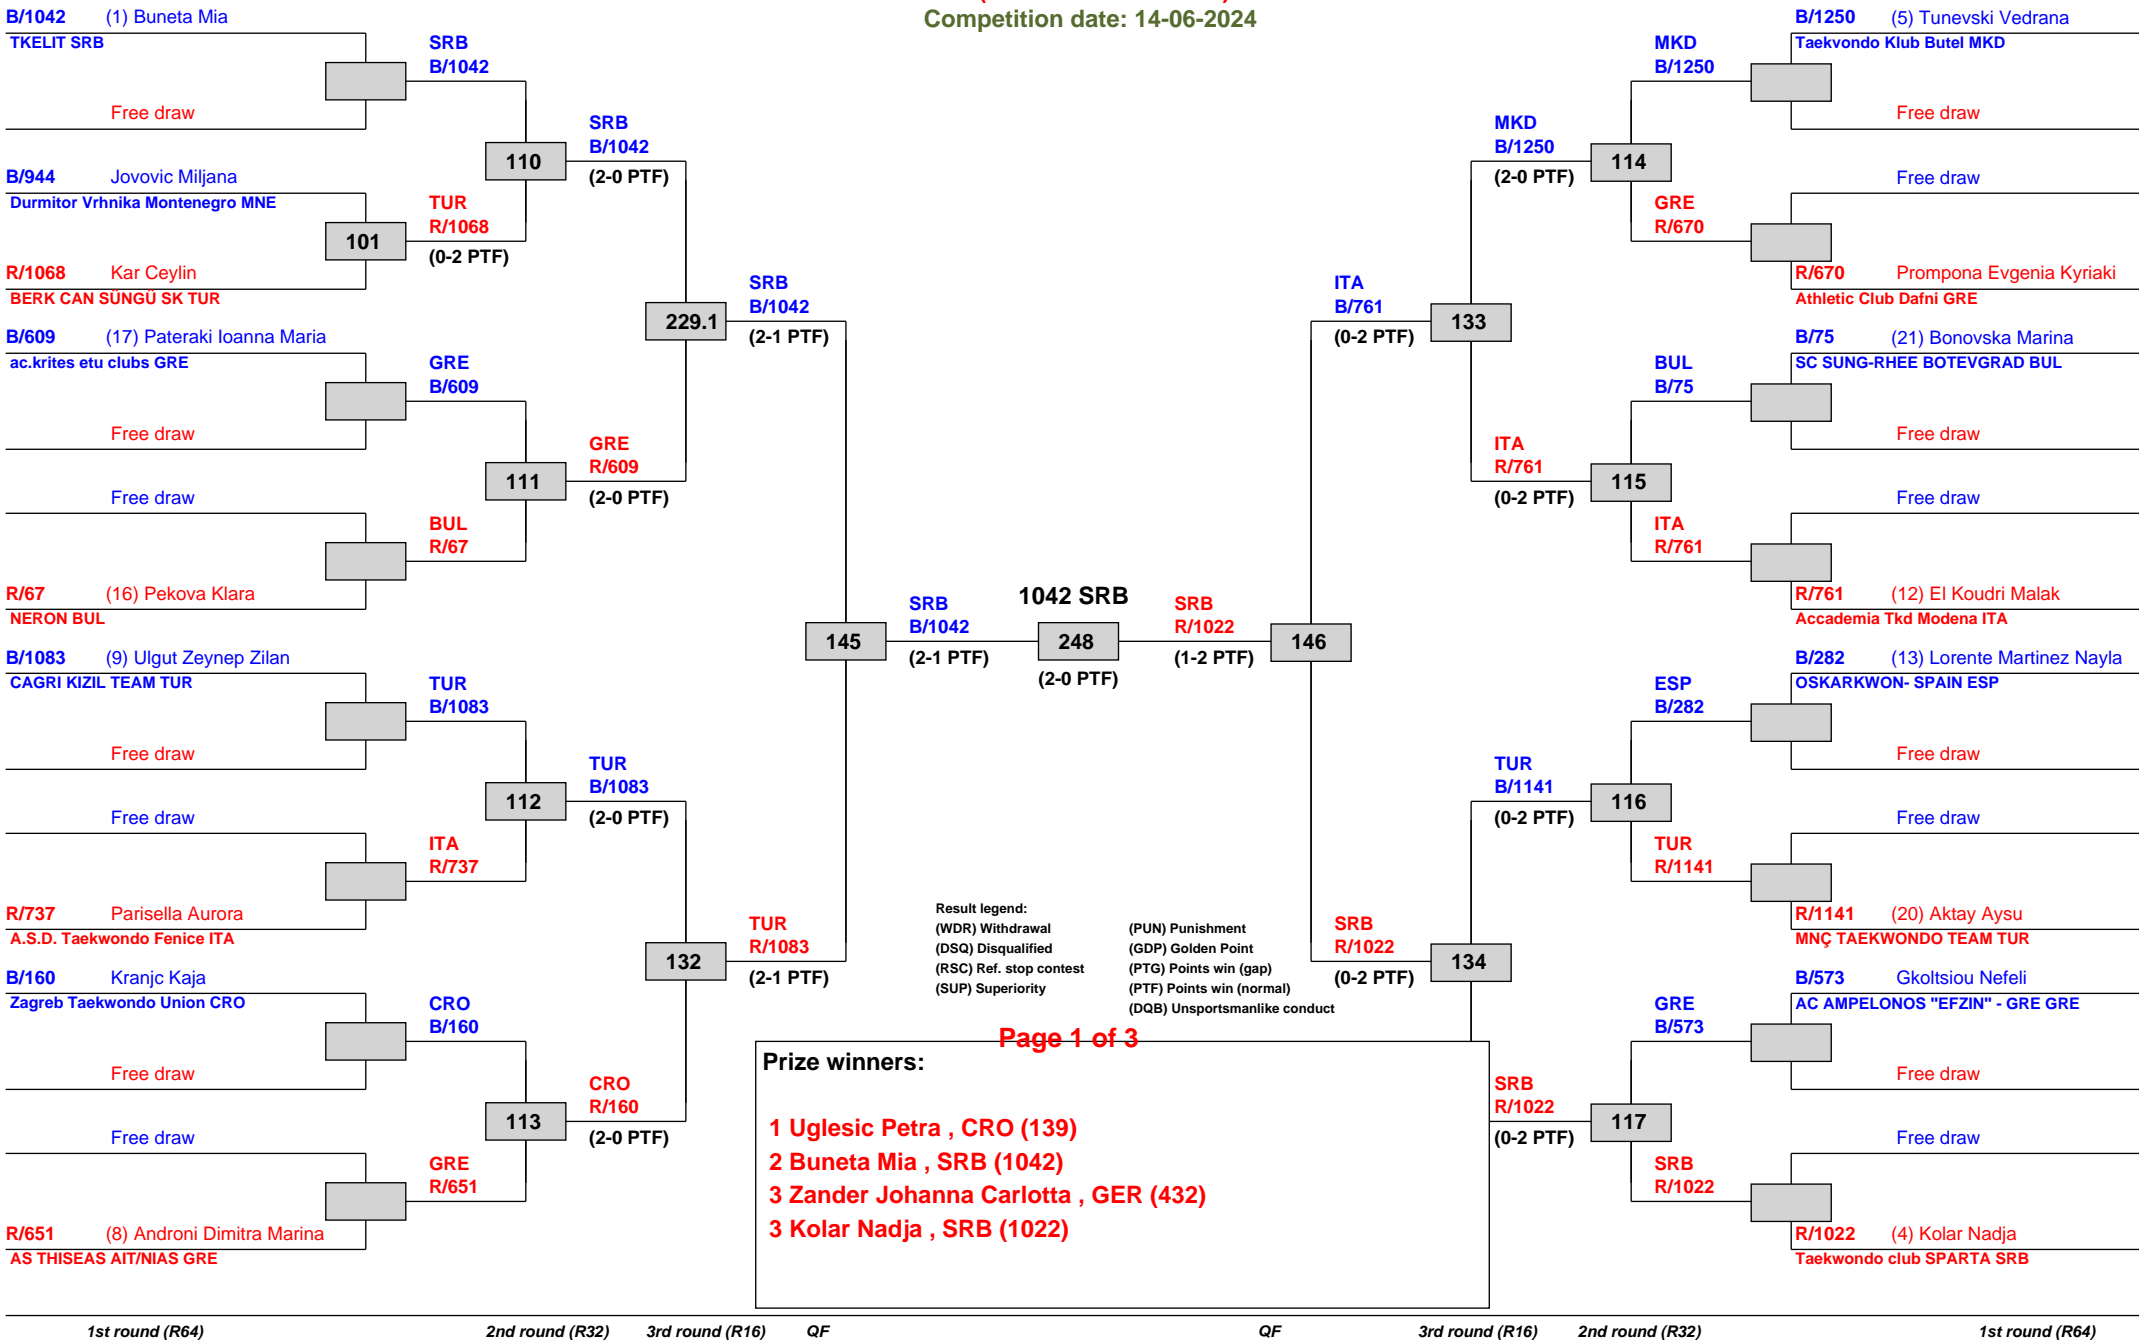 Competition date: 14-06-2024
B/1042 (1) Buneta Mia
TKELIT SRB
Free draw
B/944 Jovovic Miljana
Durmitor Vrhnika Montenegro MNE
R/1068 Kar Ceylin
BERK CAN SÜNGÜ SK TUR
B/609 (17) Pateraki Ioanna Maria
ac.krites etu clubs GRE
Free draw
Free draw
R/67 (16) Pekova Klara
NERON BUL
B/1083 (9) Ulgut Zeynep Zilan
CAGRI KIZIL TEAM TUR
Free draw
Free draw
R/737 Parisella Aurora
A.S.D. Taekwondo Fenice ITA
B/160 Kranjc Kaja
Zagreb Taekwondo Union CRO
Free draw
Free draw
R/651 (8) Androni Dimitra Marina
AS THISEAS AIT/NIAS GRE
101
SRB
B/1042
TUR
R/1068
(0-2 PTF)
GRE
B/609
BUL
R/67
TUR
B/1083
ITA
R/737
CRO
B/160
GRE
R/651
110
111
112
113
SRB
B/1042
(2-0 PTF)
GRE
R/609
(2-0 PTF)
TUR
B/1083
(2-0 PTF)
CRO
R/160
(2-0 PTF)
229.1
132
SRB
B/1042
(2-1 PTF)
TUR
R/1083
(2-1 PTF)
145
SRB
B/1042
(2-1 PTF)
1042 SRB
248
(2-0 PTF)
SRB
R/1022
(1-2 PTF)
146
ITA
B/761
(0-2 PTF)
SRB
R/1022
(0-2 PTF)
133
134
MKD
B/1250
(2-0 PTF)
ITA
R/761
(0-2 PTF)
TUR
B/1141
(0-2 PTF)
SRB
R/1022
(0-2 PTF)
114
115
116
117
MKD
B/1250
GRE
R/670
BUL
B/75
ITA
R/761
ESP
B/282
TUR
R/1141
GRE
B/573
SRB
R/1022
B/1250 (5) Tunevski Vedrana
Taekvondo Klub Butel MKD
Free draw
Free draw
R/670 Prompona Evgenia Kyriaki
Athletic Club Dafni GRE
B/75 (21) Bonovska Marina
SC SUNG-RHEE BOTEVGRAD BUL
Free draw
Free draw
R/761 (12) El Koudri Malak
Accademia Tkd Modena ITA
B/282 (13) Lorente Martinez Nayla
OSKARKWON- SPAIN ESP
Free draw
Free draw
R/1141 (20) Aktay Aysu
MNÇ TAEKWONDO TEAM TUR
B/573 Gkoltsiou Nefeli
AC AMPELONOS "EFZIN" - GRE GRE
Free draw
Free draw
R/1022 (4) Kolar Nadja
Taekwondo club SPARTA SRB
Result legend:
(WDR) Withdrawal (PUN) Punishment
(DSQ) Disqualified (GDP) Golden Point
(RSC) Ref. stop contest (PTG) Points win (gap)
(SUP) Superiority (PTF) Points win (normal)
(DQB) Unsportsmanlike conduct
Page 1 of 3
Prize winners:
1 Uglesic Petra , CRO (139)
2 Buneta Mia , SRB (1042)
3 Zander Johanna Carlotta , GER (432)
3 Kolar Nadja , SRB (1022)
1st round (R64) 2nd round (R32) 3rd round (R16) QF QF 3rd round (R16) 2nd round (R32) 1st round (R64)